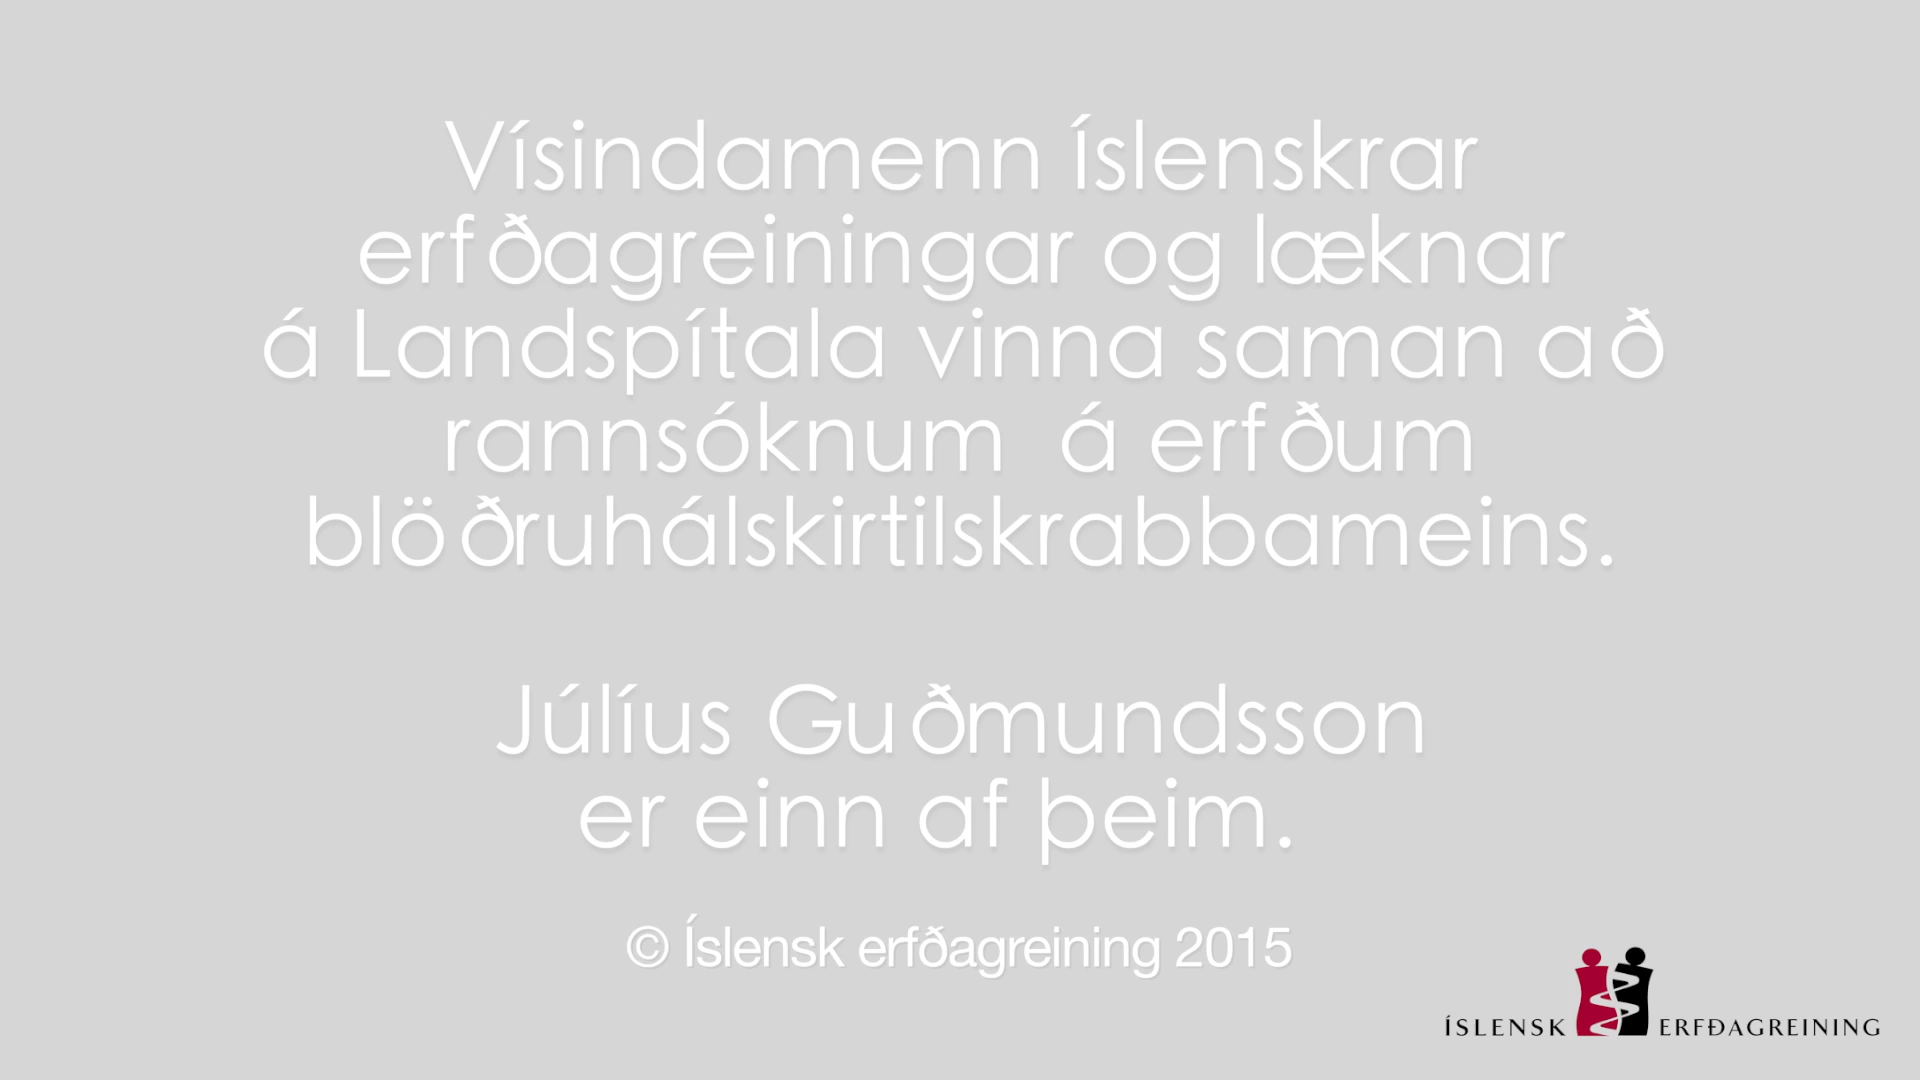 Vísindamenn Íslenskrar
erfðagreiningar og læknar
á Landspítala vinna saman að
rannsóknum á erfðum
blöðruhálskirtilskrabbameins.
Júlíus Guðmundsson
er einn af þeim.
© Íslensk erfðagreining 2015
ÍSLENSK ERFÐAGREINING